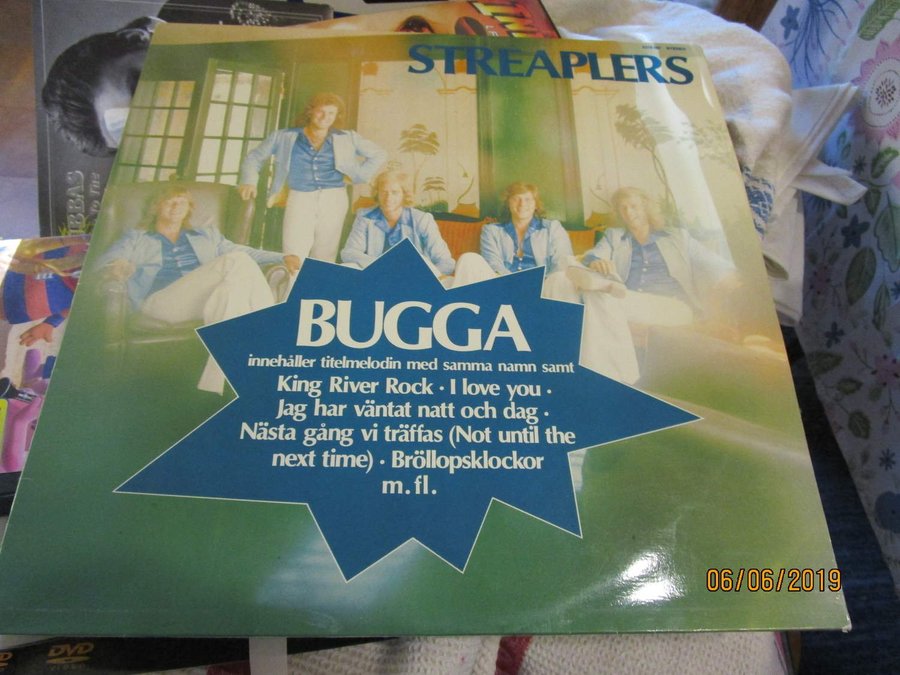 STREAPLERS
BUGGA
innehåller titelmelodin med samma namn samt
King River Rock · I love you ·
Jag har väntat natt och dag ·
Nästa gång vi träffas (Not until the
next time) · Bröllopsklockor
m.fl.
06/06/2019
DVD